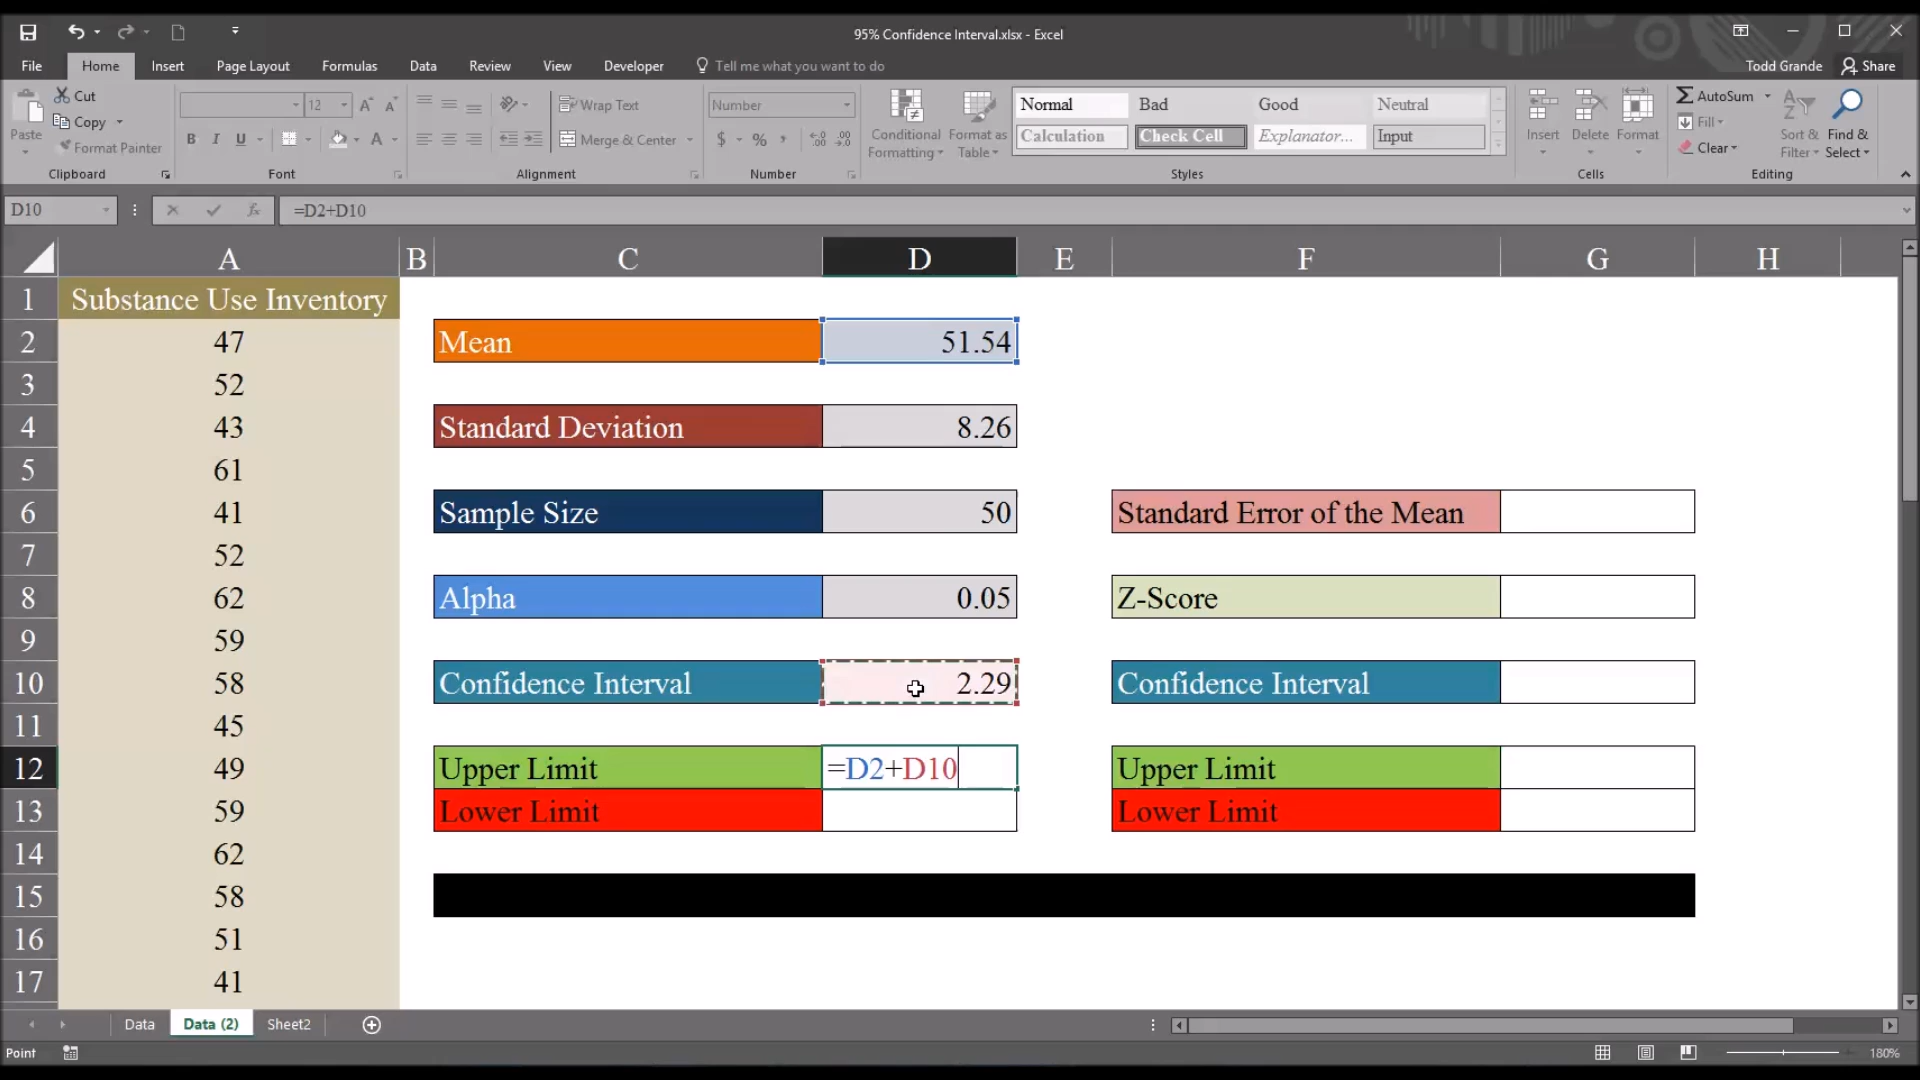 95% Confidence Interval.xlsx - Excel
File Home Insert Page Layout Formulas Data Review View Developer Tell me what you want to do Todd Grande Share
Paste
Cut
Copy
Format Painter
Clipboard
12
A A
B I U
A
Font
Wrap Text
Merge & Center
Alignment
Number
$ % ,
Number
Conditional Formatting
Format as Table
Normal Bad Good Neutral
Calculation Check Cell Explanator... Input
Styles
Insert Delete Format
Cells
AutoSum
Fill
Clear
Sort & Filter
Find & Select
Editing
D10 fx =D2+D10
A B C D E F G H
1 Substance Use Inventory
2 47 Mean 51.54
3 52
4 43 Standard Deviation 8.26
5 61
6 41 Sample Size 50 Standard Error of the Mean
7 52
8 62 Alpha 0.05 Z-Score
9 59
10 58 Confidence Interval 2.29 Confidence Interval
11 45
12 49 Upper Limit =D2+D10 Upper Limit
13 59 Lower Limit Lower Limit
14 62
15 58
16 51
17 41
Data Data (2) Sheet2
Point 180%